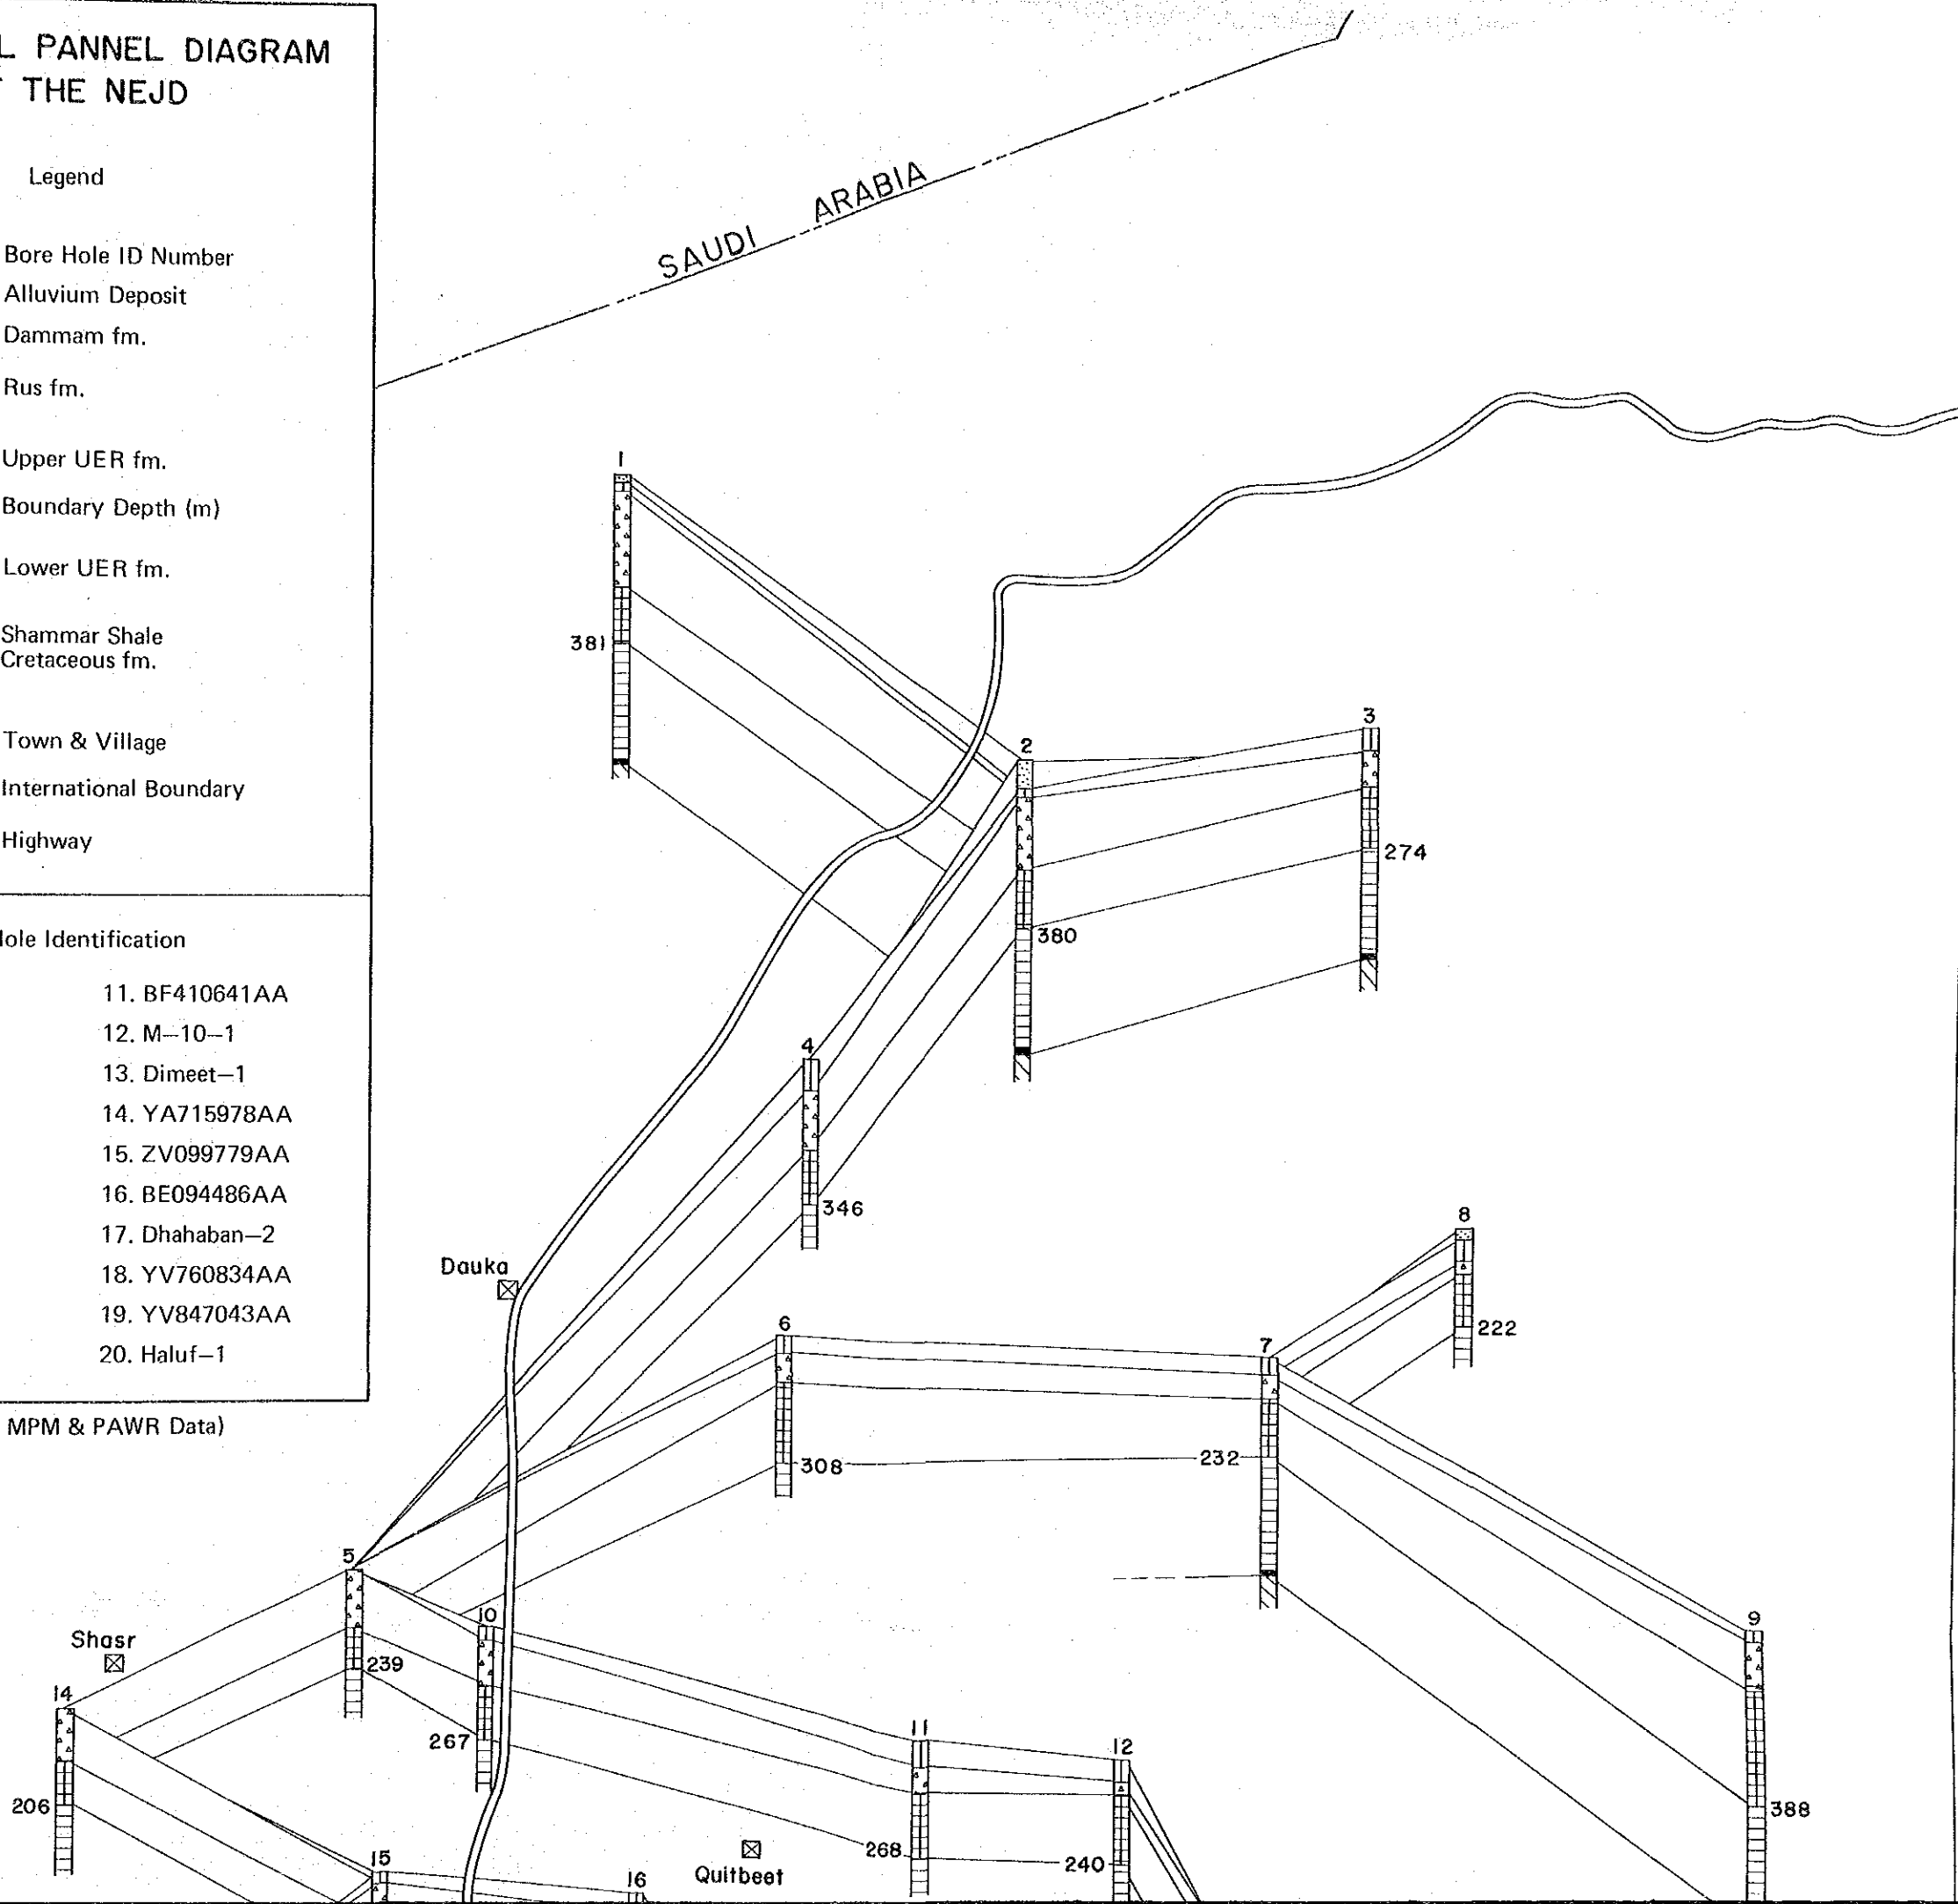 L PANNEL DIAGRAM
THE NEJD
Legend
Bore Hole ID Number
Alluvium Deposit
Dammam fm.
Rus fm.
Upper UER fm.
Boundary Depth (m)
Lower UER fm.
Shammar Shale
Cretaceous fm.
Town & Village
International Boundary
Highway
Hole Identification
11. BF410641AA
12. M-10-1
13. Dimeet-1
14. YA715978AA
15. ZV099779AA
16. BE094486AA
17. Dhahaban-2
18. YV760834AA
19. YV847043AA
20. Haluf-1
MPM & PAWR Data)
SAUDI ARABIA
1
381
2
380
3
274
4
346
Dauka
8
222
6
308
7
232
5
239
10
267
Shasr
14
206
9
388
11
268
12
240
15
16
Quitbeet